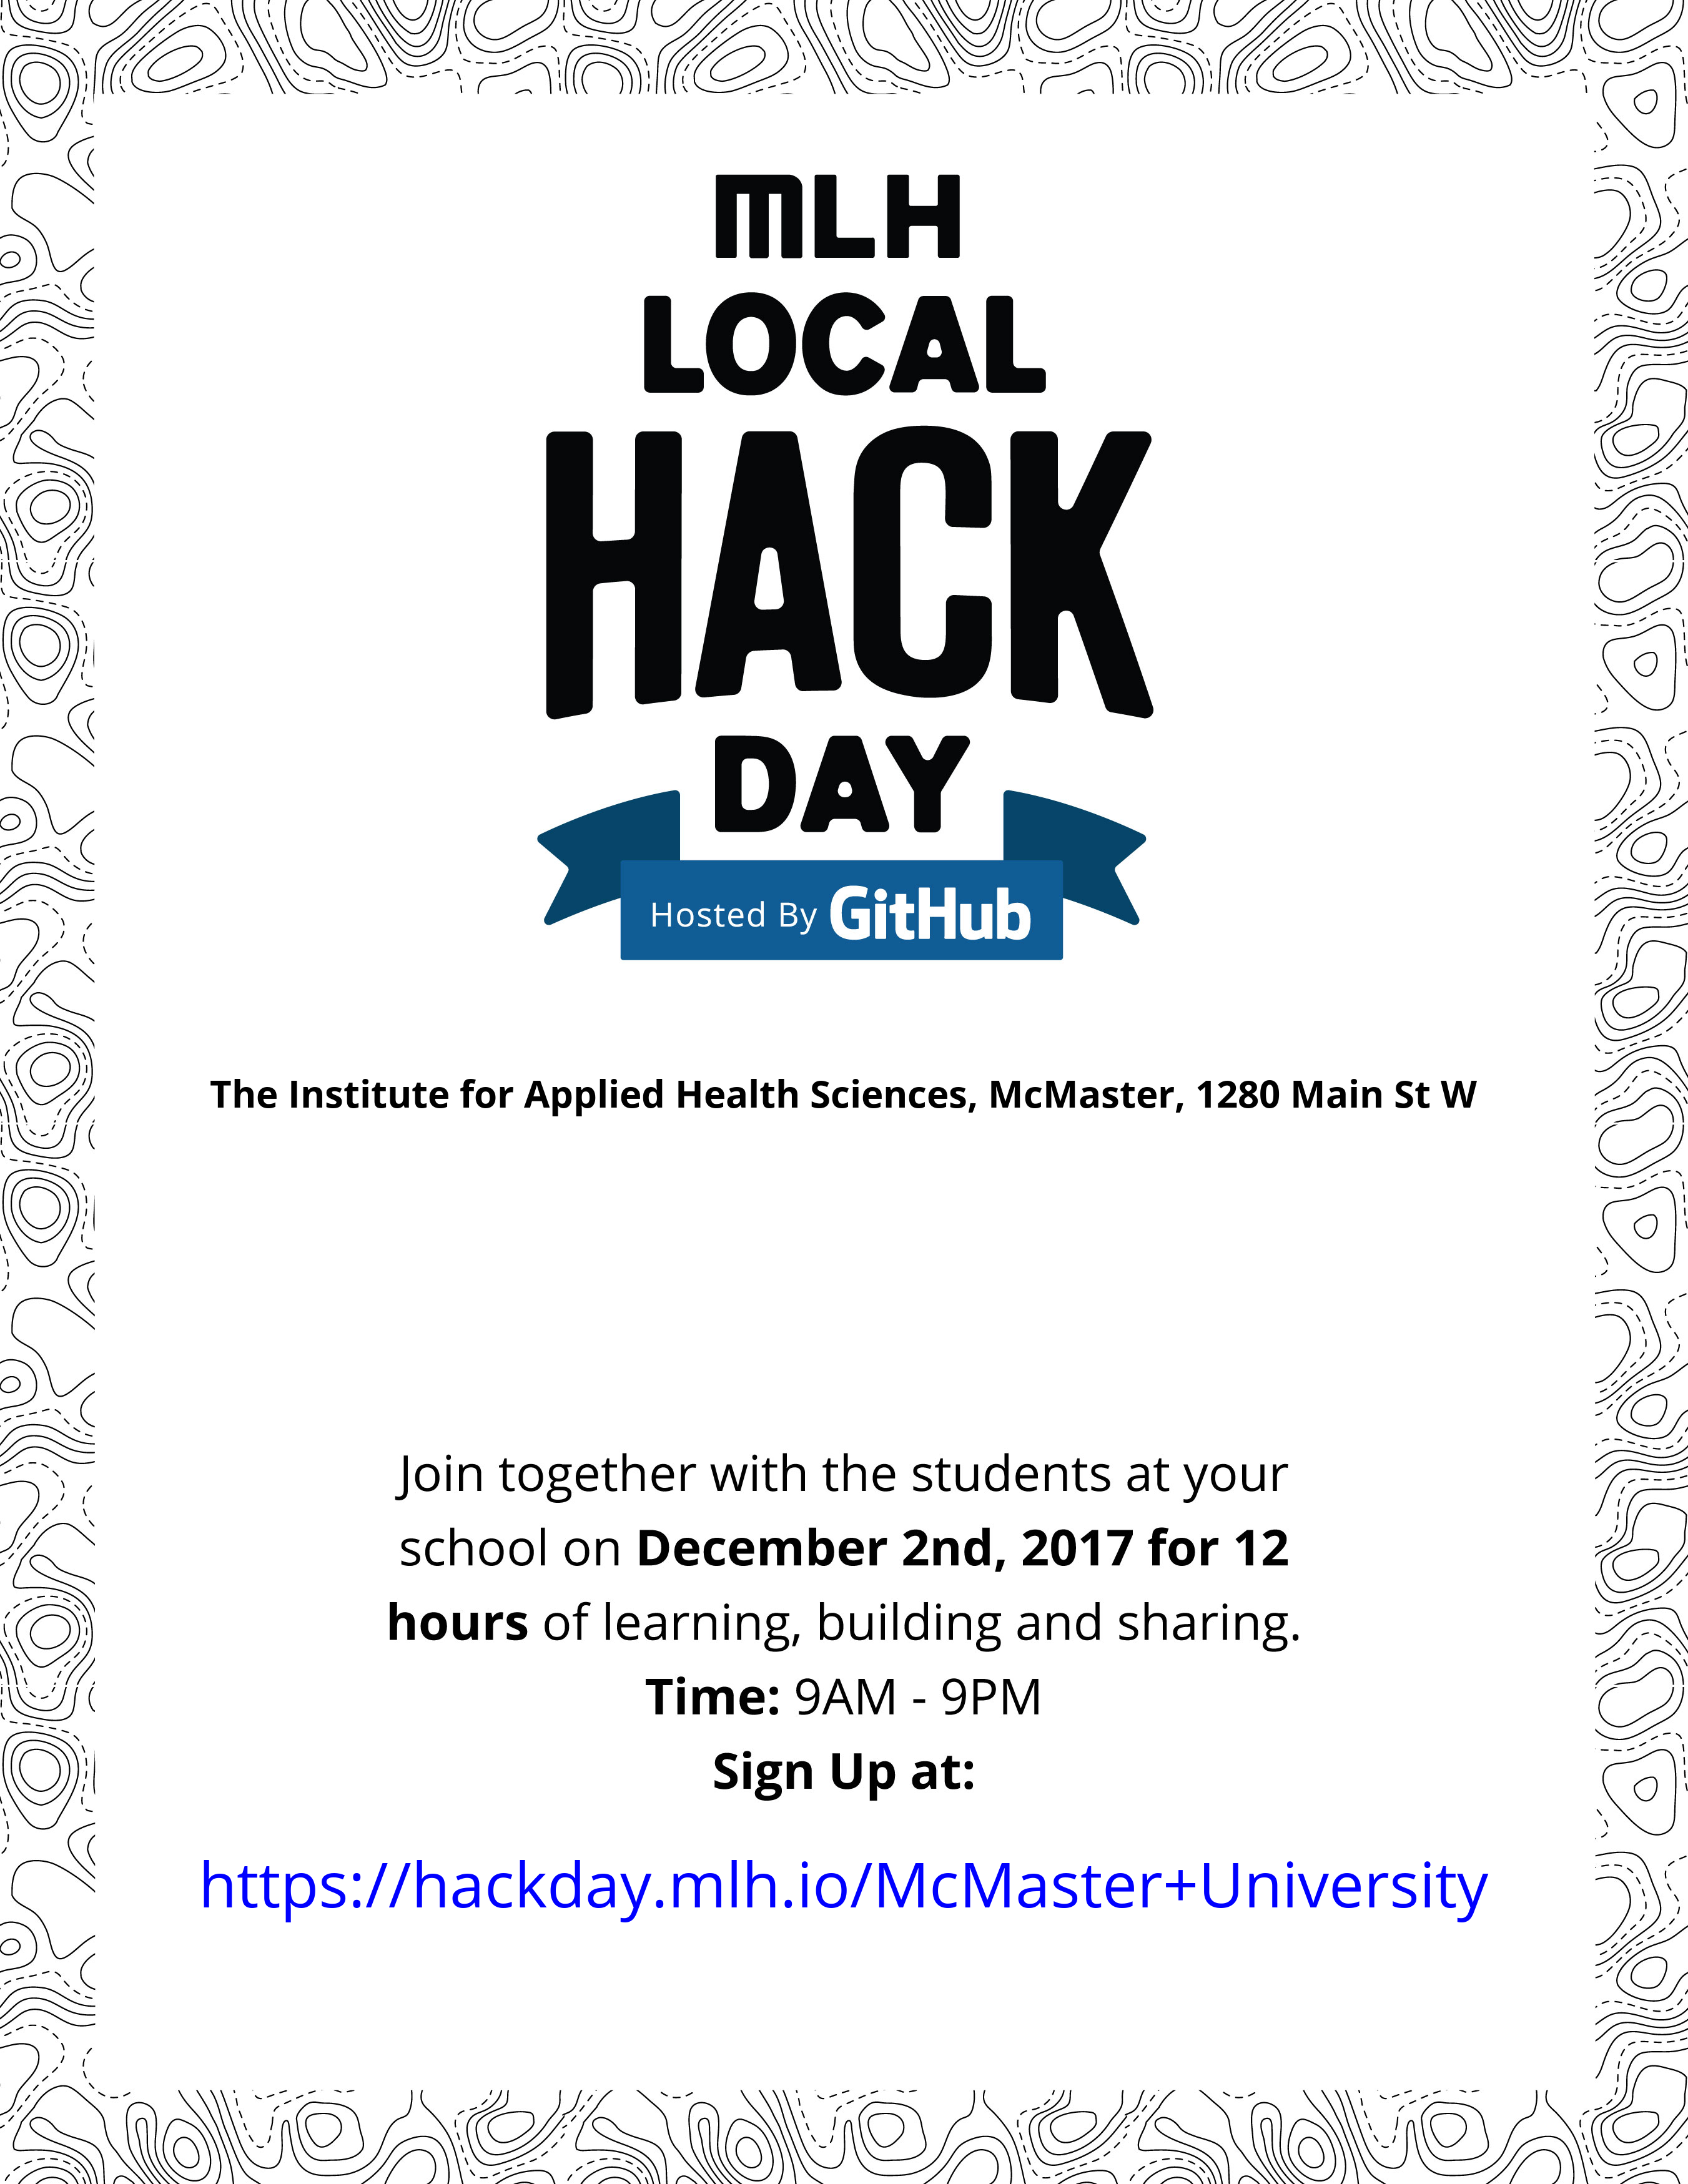 MLH
LOCAL
HACK
DAY
Hosted By GitHub
The Institute for Applied Health Sciences, McMaster, 1280 Main St W
Join together with the students at your
school on December 2nd, 2017 for 12
hours of learning, building and sharing.
Time: 9AM - 9PM
Sign Up at:
https://hackday.mlh.io/McMaster+University